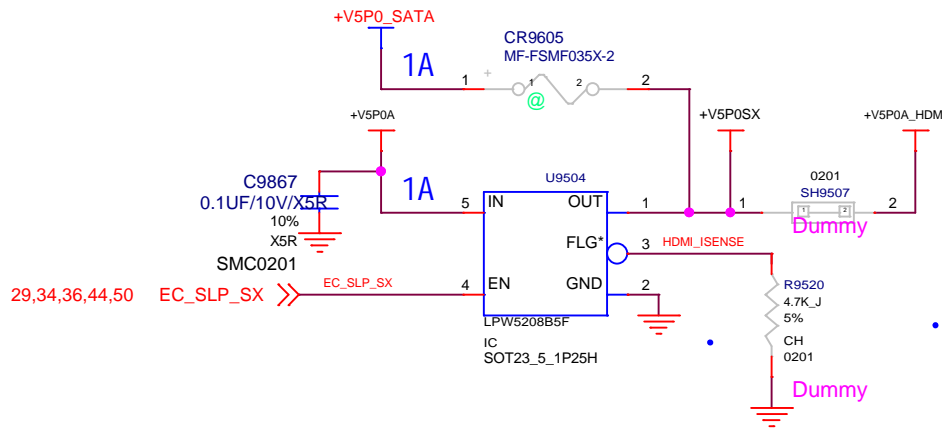 +V5P0_SATA
CR9605
MF-FSMF035X-2
1A
1
+
1
2
2
@
+V5P0A
+V5P0SX
+V5P0A_HDM
C9867
0.1UF/10V/X5R
10%
X5R
SMC0201
1A
U9504
5
IN
OUT
1
1
0201
SH9507
1
2
2
Dummy
FLG*
3
HDMI_ISENSE
29,34,36,44,50
EC_SLP_SX
EC_SLP_SX
4
EN
GND
2
LPW5208B5F
IC
SOT23_5_1P25H
R9520
4.7K_J
5%
CH
0201
Dummy